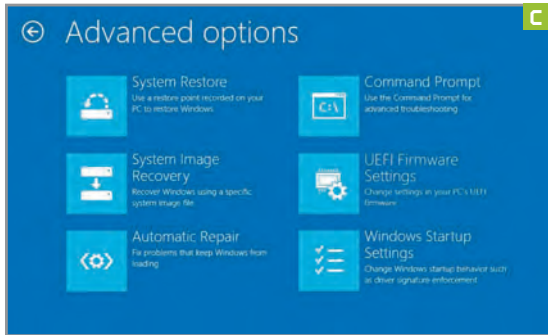 C
Advanced options
System Restore
Use a restore point recorded on your
PC to restore Windows
System Image
Recovery
Recover Windows using a specific
system image file
Automatic Repair
Fix problems that keep Windows from
loading
Command Prompt
Use the Command Prompt for
advanced troubleshooting
C:\
UEFI Firmware
Settings
Change settings in your PC's UEFI
firmware
Windows Startup
Settings
Change Windows startup behavior such
as driver signature enforcement